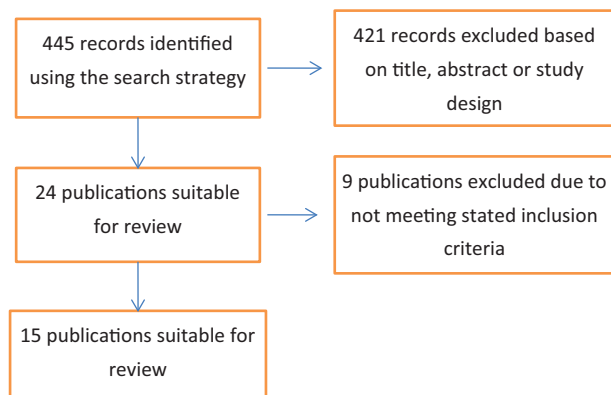 445 records identified
using the search strategy
421 records excluded based
on title, abstract or study
design
24 publications suitable
for review
9 publications excluded due to
not meeting stated inclusion
criteria
15 publications suitable for
review